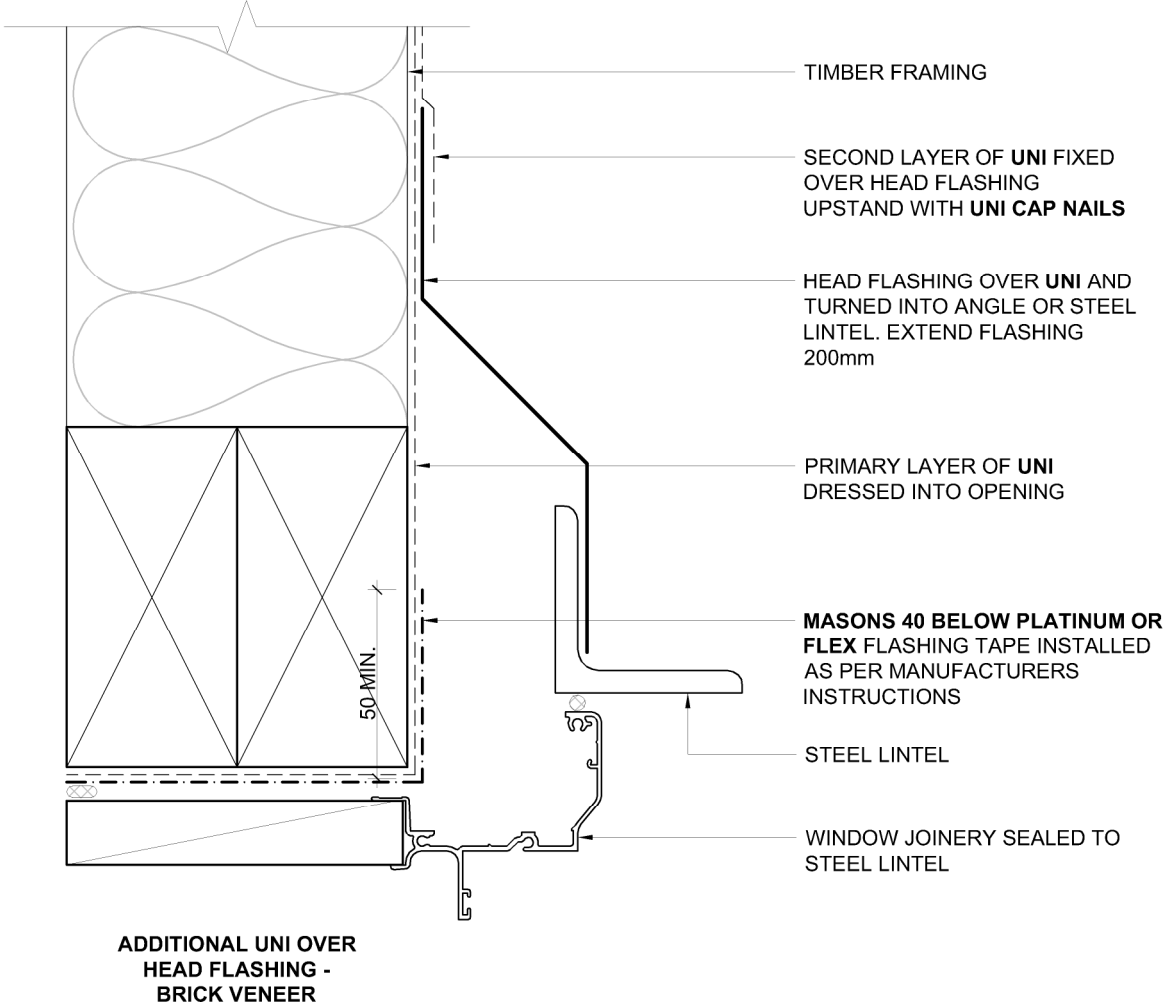 TIMBER FRAMING
SECOND LAYER OF UNI FIXED
OVER HEAD FLASHING
UPSTAND WITH UNI CAP NAILS
HEAD FLASHING OVER UNI AND
TURNED INTO ANGLE OR STEEL
LINTEL. EXTEND FLASHING
200mm
PRIMARY LAYER OF UNI
DRESSED INTO OPENING
MASONS 40 BELOW PLATINUM OR
FLEX FLASHING TAPE INSTALLED
AS PER MANUFACTURERS
INSTRUCTIONS
50 MIN.
STEEL LINTEL
WINDOW JOINERY SEALED TO
STEEL LINTEL
ADDITIONAL UNI OVER
HEAD FLASHING -
BRICK VENEER